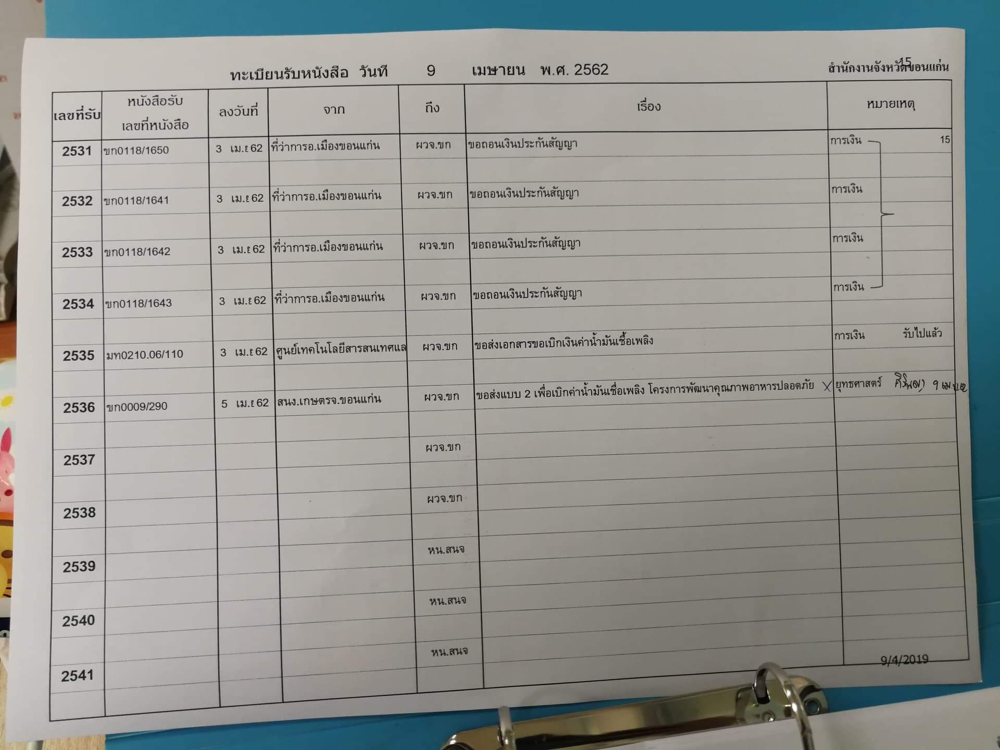 ทะเบียนรับหนังสือ วันที่ 9 เมษายน พ.ศ. 2562
15
สำนักงานจังหวัดขอนแก่น
เลขที่รับ หนังสือรับ เลขที่หนังสือ ลงวันที่ จาก ถึง เรื่อง หมายเหตุ
2531 ขก0118/1650 3 เม.ย 62 ที่ว่าการอ.เมืองขอนแก่น ผวจ.ขก ขอถอนเงินประกันสัญญา การเงิน 15
2532 ขก0118/1641 3 เม.ย 62 ที่ว่าการอ.เมืองขอนแก่น ผวจ.ขก ขอถอนเงินประกันสัญญา การเงิน
2533 ขก0118/1642 3 เม.ย 62 ที่ว่าการอ.เมืองขอนแก่น ผวจ.ขก ขอถอนเงินประกันสัญญา การเงิน
2534 ขก0118/1643 3 เม.ย 62 ที่ว่าการอ.เมืองขอนแก่น ผวจ.ขก ขอถอนเงินประกันสัญญา การเงิน
2535 มท0210.06/110 3 เม.ย 62 ศูนย์เทคโนโลยีสารสนเทศแล ผวจ.ขก ขอส่งเอกสารขอเบิกเงินค่าน้ำมันเชื้อเพลิง การเงิน รับไปแล้ว
2536 ขก0009/290 5 เม.ย 62 สนง.เกษตรจ.ขอนแก่น ผวจ.ขก ขอส่งแบบ 2 เพื่อเบิกค่าน้ำมันเชื่อเพลิง โครงการพัฒนาคุณภาพอาหารปลอดภัย X ยุทธศาสตร์ 9 เม.ย.62
2537 ผวจ.ขก
2538 ผวจ.ขก
2539 หน.สนจ
2540 หน.สนจ
2541 หน.สนจ
9/4/2019